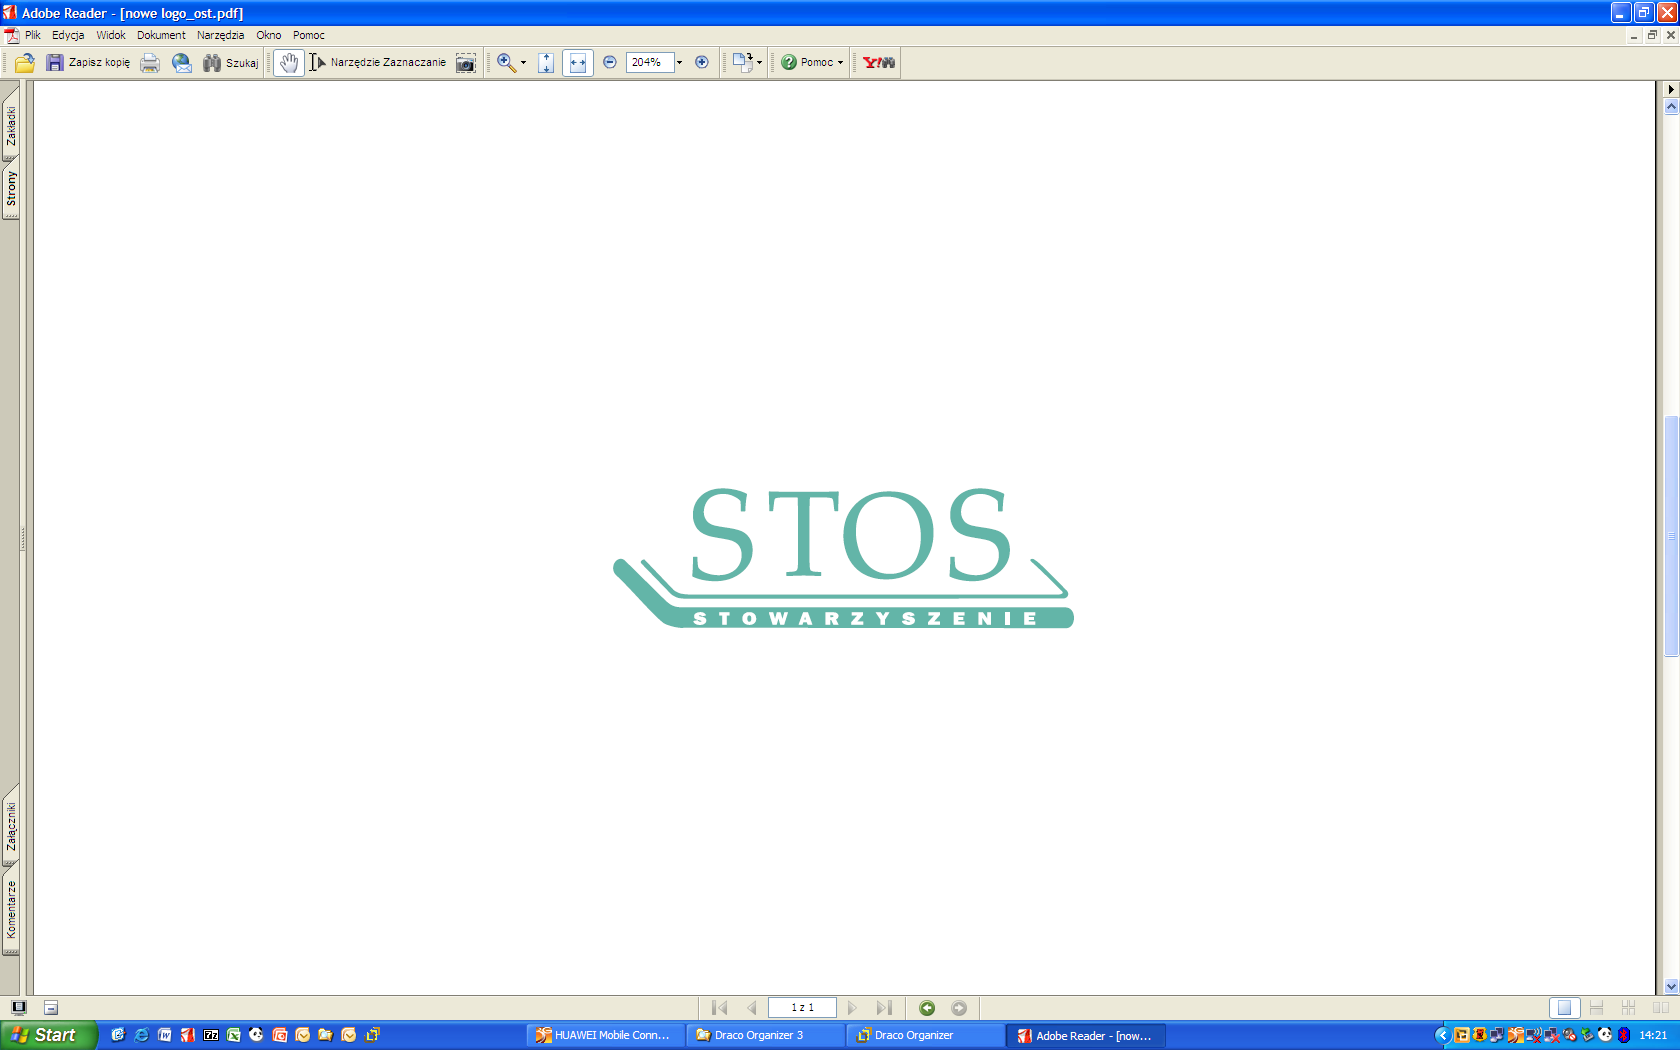 Adobe Reader - [nowe logo_ost.pdf]
Plik Edycja Widok Dokument Narzędzia Okno Pomoc
Zapisz kopię Szukaj Narzędzie Zaznaczanie 204% Pomoc Y!
Zakładki
Strony
STOS
STOWARZYSZENIE
Załączniki
Komentarze
1 z 1
Start HUAWEI Mobile Conn... Draco Organizer 3 Draco Organizer Adobe Reader - [now... 14:21